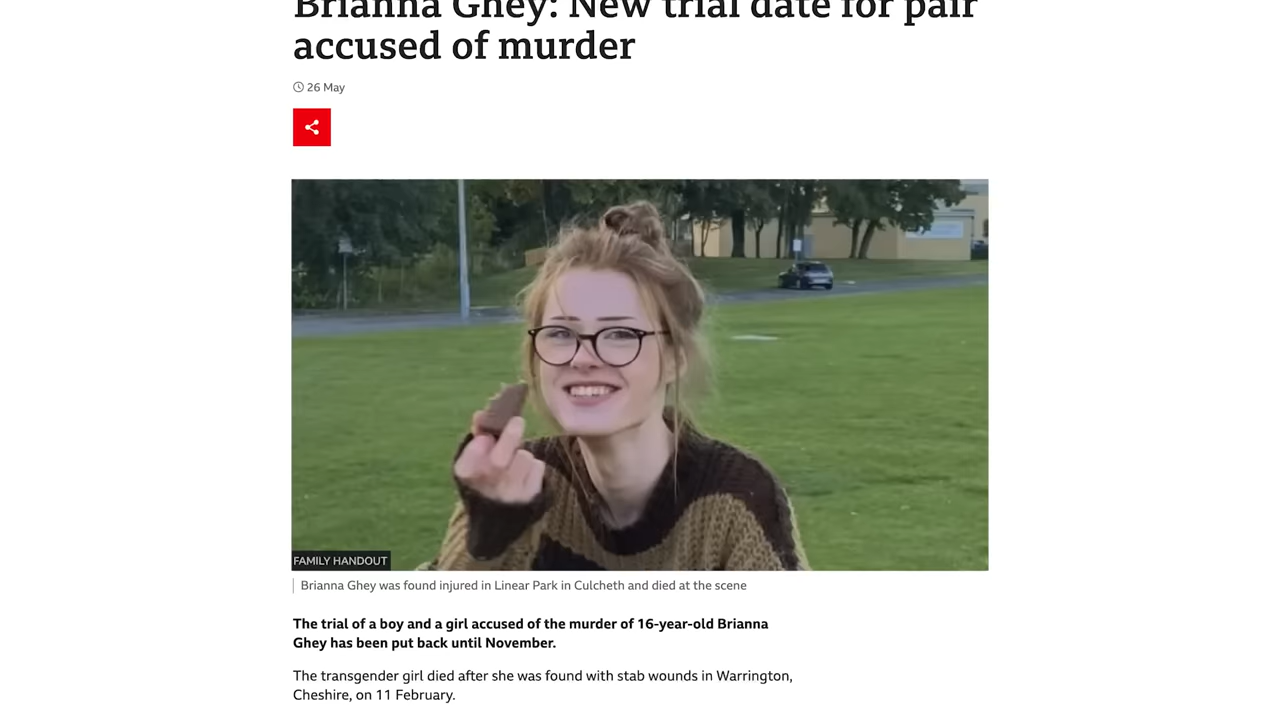 Brianna Ghey: New trial date for pair
accused of murder
26 May
FAMILY HANDOUT
Brianna Ghey was found injured in Linear Park in Culcheth and died at the scene
The trial of a boy and a girl accused of the murder of 16-year-old Brianna
Ghey has been put back until November.
The transgender girl died after she was found with stab wounds in Warrington,
Cheshire, on 11 February.